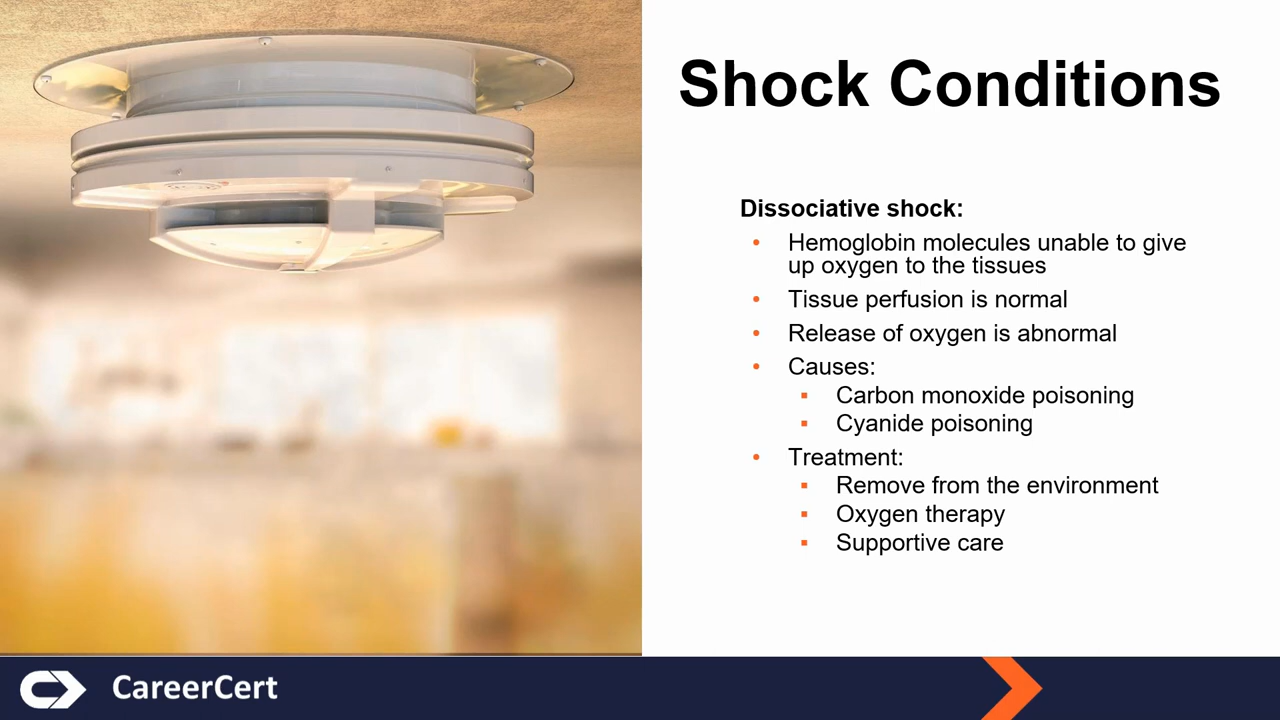 Shock Conditions
Dissociative shock:
• Hemoglobin molecules unable to give
up oxygen to the tissues
• Tissue perfusion is normal
• Release of oxygen is abnormal
• Causes:
▪ Carbon monoxide poisoning
▪ Cyanide poisoning
• Treatment:
▪ Remove from the environment
▪ Oxygen therapy
▪ Supportive care
CareerCert